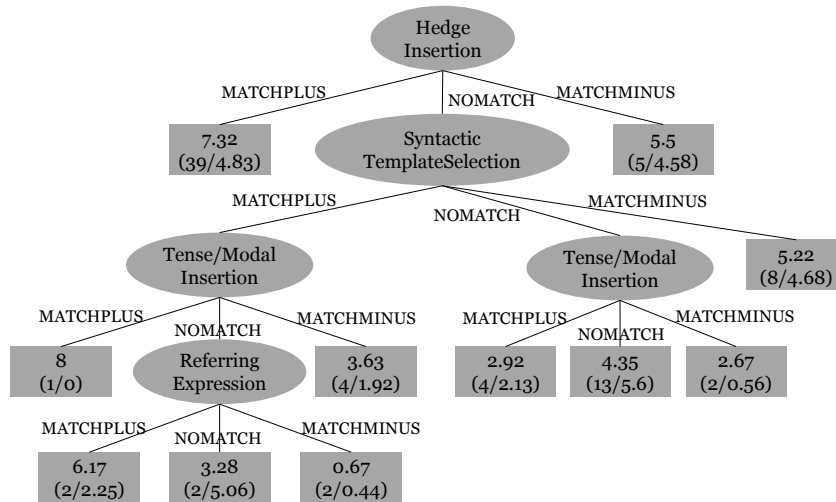 Hedge
Insertion
MATCHPLUS
NOMATCH
MATCHMINUS
7.32
(39/4.83)
Syntactic
TemplateSelection
5.5
(5/4.58)
MATCHPLUS
NOMATCH
MATCHMINUS
Tense/Modal
Insertion
Tense/Modal
Insertion
5.22
(8/4.68)
MATCHPLUS
NOMATCH
MATCHMINUS
MATCHPLUS
NOMATCH
MATCHMINUS
8
(1/0)
Referring
Expression
3.63
(4/1.92)
2.92
(4/2.13)
4.35
(13/5.6)
2.67
(2/0.56)
MATCHPLUS
NOMATCH
MATCHMINUS
6.17
(2/2.25)
3.28
(2/5.06)
0.67
(2/0.44)